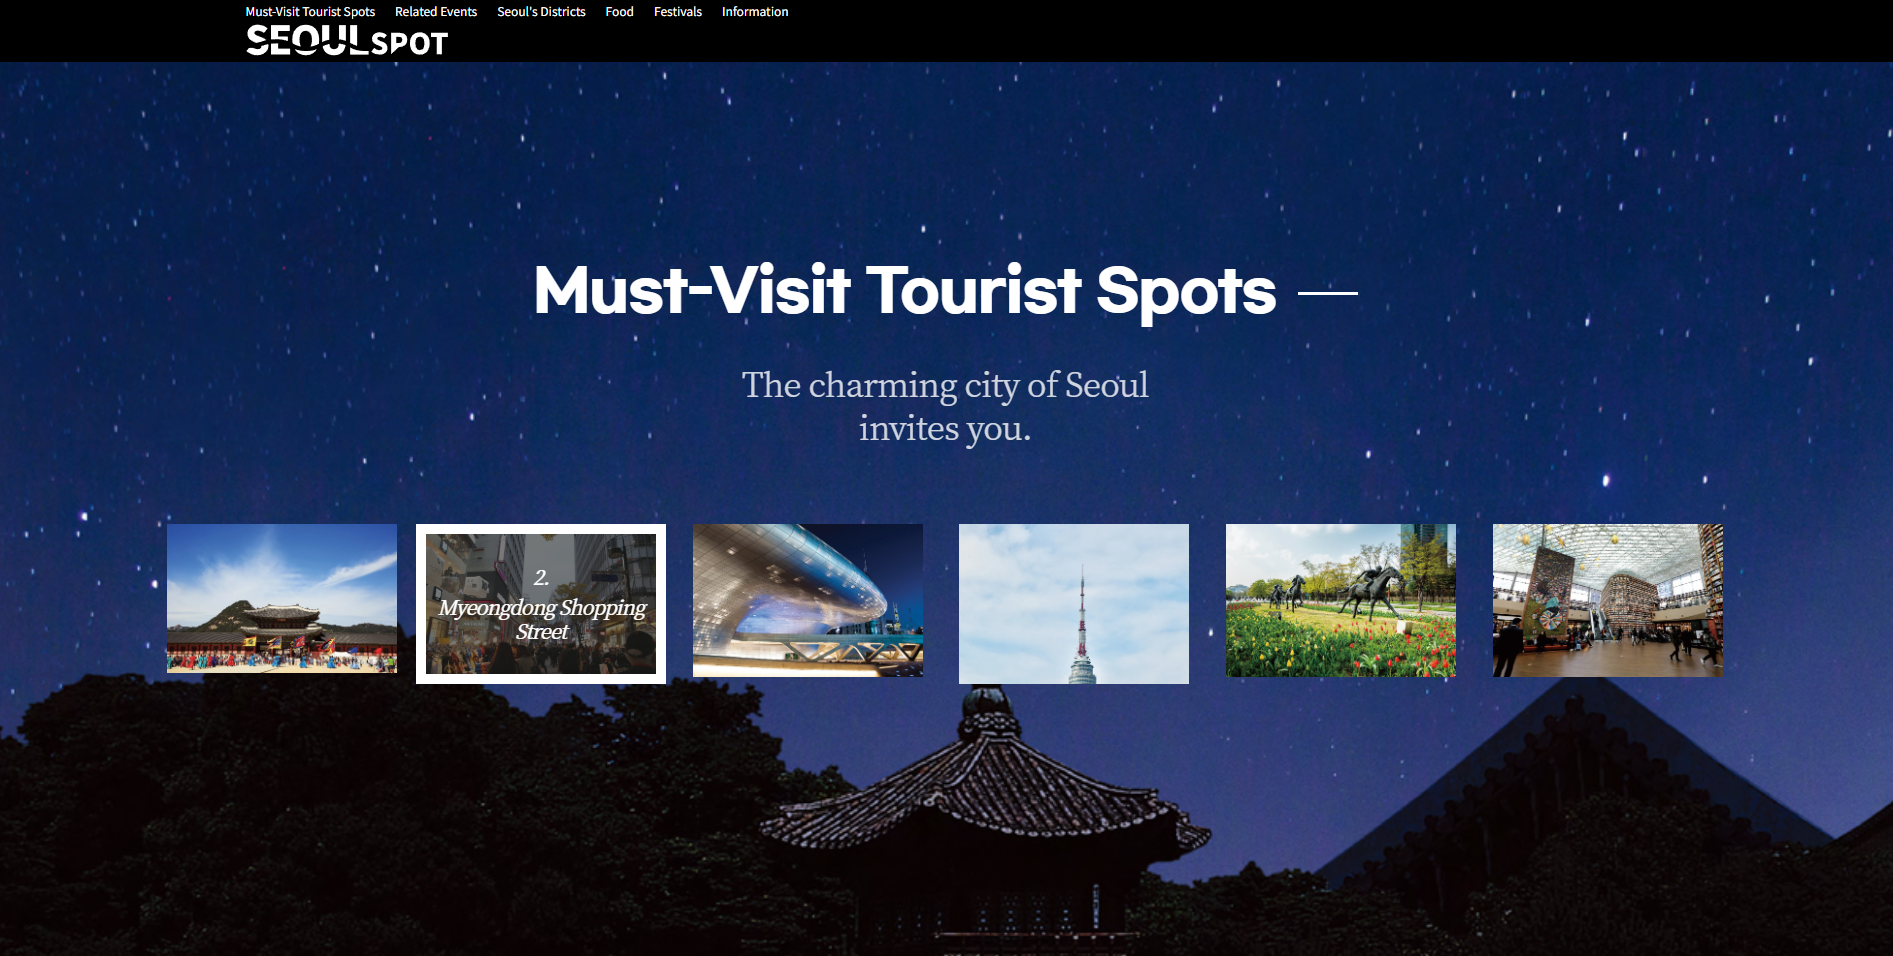 Must-Visit Tourist Spots Related Events Seoul's Districts Food Festivals Information
SEOUL SPOT
Must-Visit Tourist Spots
The charming city of Seoul
invites you.
2.
Myeongdong Shopping
Street